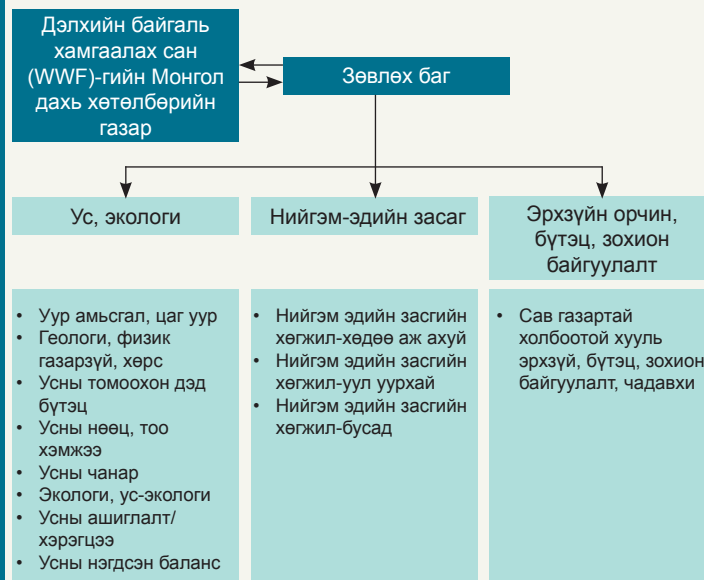 Дэлхийн байгаль
хамгаалах сан
(WWF)-гийн Монгол
дахь хөтөлбөрийн
газар
Зөвлөх баг
Ус, экологи
Нийгэм-эдийн засаг
Эрхзүйн орчин,
бүтэц, зохион
байгуулалт
• Уур амьсгал, цаг уур
• Геологи, физик
газарзүй, хөрс
• Усны томоохон дэд
бүтэц
• Усны нөөц, тоо
хэмжээ
• Усны чанар
• Экологи, ус-экологи
• Усны ашиглалт/
хэрэгцээ
• Усны нэгдсэн баланс
• Нийгэм эдийн засгийн
хөгжил-хөдөө аж ахуй
• Нийгэм эдийн засгийн
хөгжил-уул уурхай
• Нийгэм эдийн засгийн
хөгжил-бусад
• Сав газартай
холбоотой хууль
эрхзүй, бүтэц, зохион
байгуулалт, чадавхи